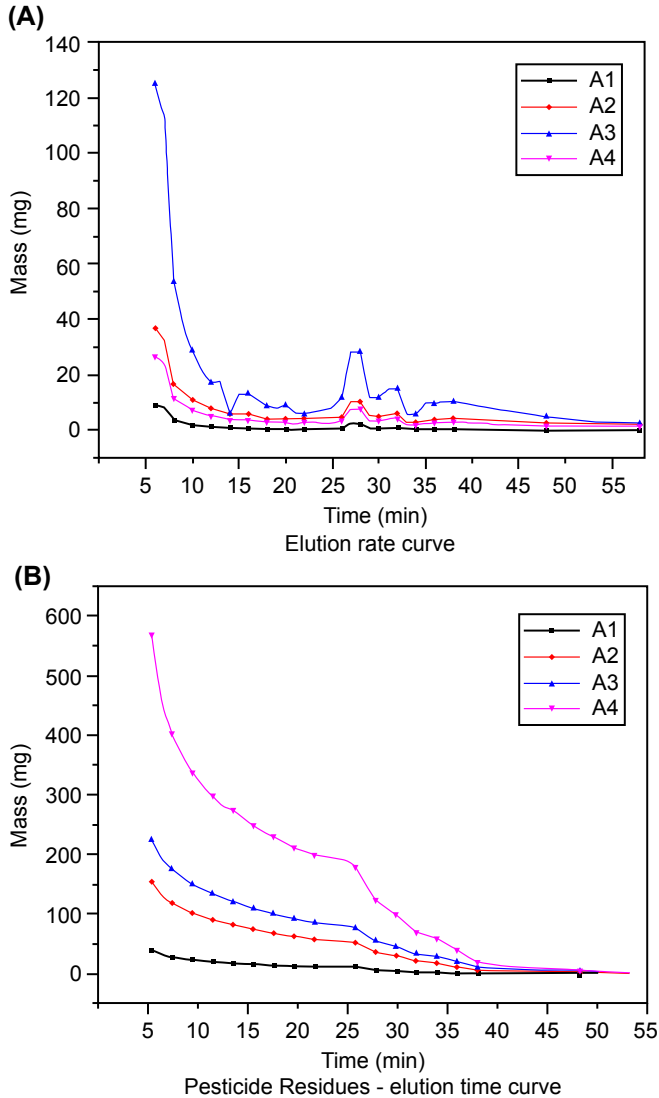 (A)
140
120
100
80
60
40
20
0
Mass (mg)
A1
A2
A3
A4
5 10 15 20 25 30 35 40 45 50 55
Time (min)
Elution rate curve
(B)
600
500
400
300
200
100
0
Mass (mg)
A1
A2
A3
A4
5 10 15 20 25 30 35 40 45 50 55
Time (min)
Pesticide Residues - elution time curve